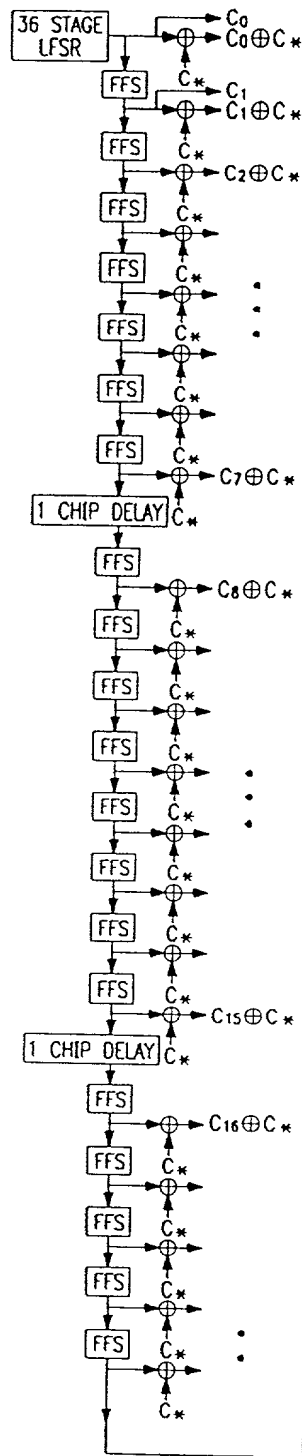 36 STAGE LFSR
C₀
C₀⊕C*
FFS
C*
C₁
C₁⊕C*
FFS
C*
C₂⊕C*
FFS
C*
FFS
C*
FFS
C*
FFS
C*
FFS
C*
C₇⊕C*
1 CHIP DELAY
C*
FFS
C₈⊕C*
FFS
C*
FFS
C*
FFS
C*
FFS
C*
FFS
C*
FFS
C*
FFS
C*
C₁₅⊕C*
1 CHIP DELAY
C*
FFS
C₁₆⊕C*
FFS
C*
FFS
C*
FFS
C*
FFS
C*
C*